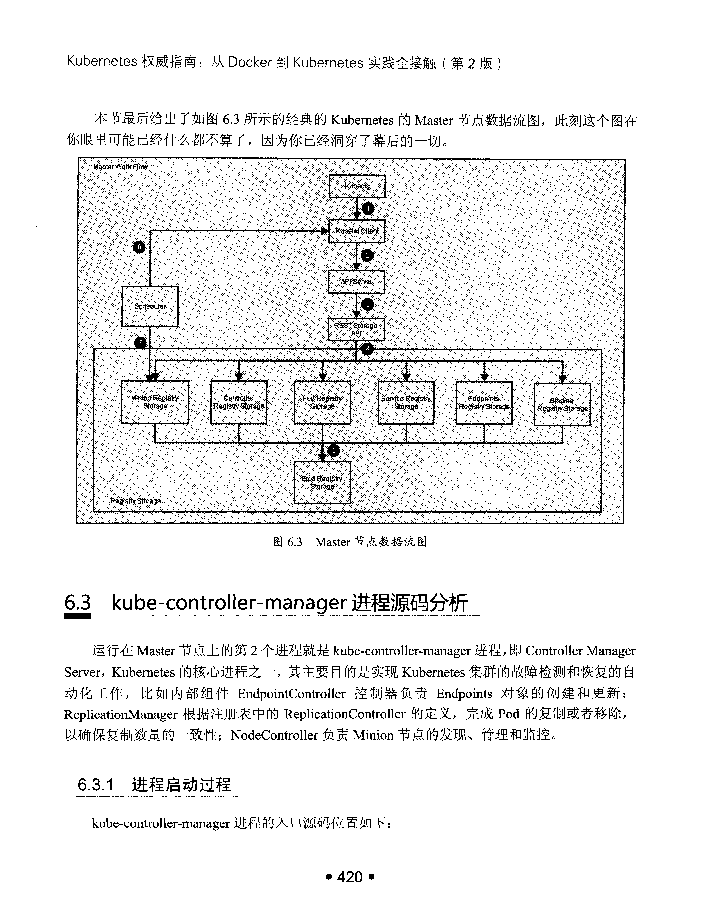 Kubernetes 权威指南：从 Docker 到 Kubernetes 实践全接触（第 2 版）
本节最后给出了如图 6.3 所示的经典的 Kubernetes 的 Master 节点数据流图，此刻这个图在
你眼里可能已经什么都不算了，因为你已经洞穿了幕后的一切。
Master Work Flow
Kubectl
Kubelet Client
APIServer
REST Storage
API
Scheduler
Minion Registry
Storage
Controller
Registry Storage
Pod Registry
Storage
Service Registry
Storage
Endpoints
Registry Storage
Binding
Registry Storage
Etcd Registry
Storage
Registry Storage
图 6.3 Master 节点数据流图
6.3 kube-controller-manager 进程源码分析
运行在 Master 节点上的第 2 个进程就是 kube-controller-manager 进程，即 Controller Manager
Server，Kubernetes 的核心进程之一，其主要目的是实现 Kubernetes 集群的故障检测和恢复的自
动化工作，比如内部组件 EndpointController 控制器负责 Endpoints 对象的创建和更新；
ReplicationManager 根据注册表中的 ReplicationController 的定义，完成 Pod 的复制或者移除，
以确保复制数量的一致性；NodeController 负责 Minion 节点的发现、管理和监控。
6.3.1 进程启动过程
kube-controller-manager 进程的入口源码位置如下：
• 420 •